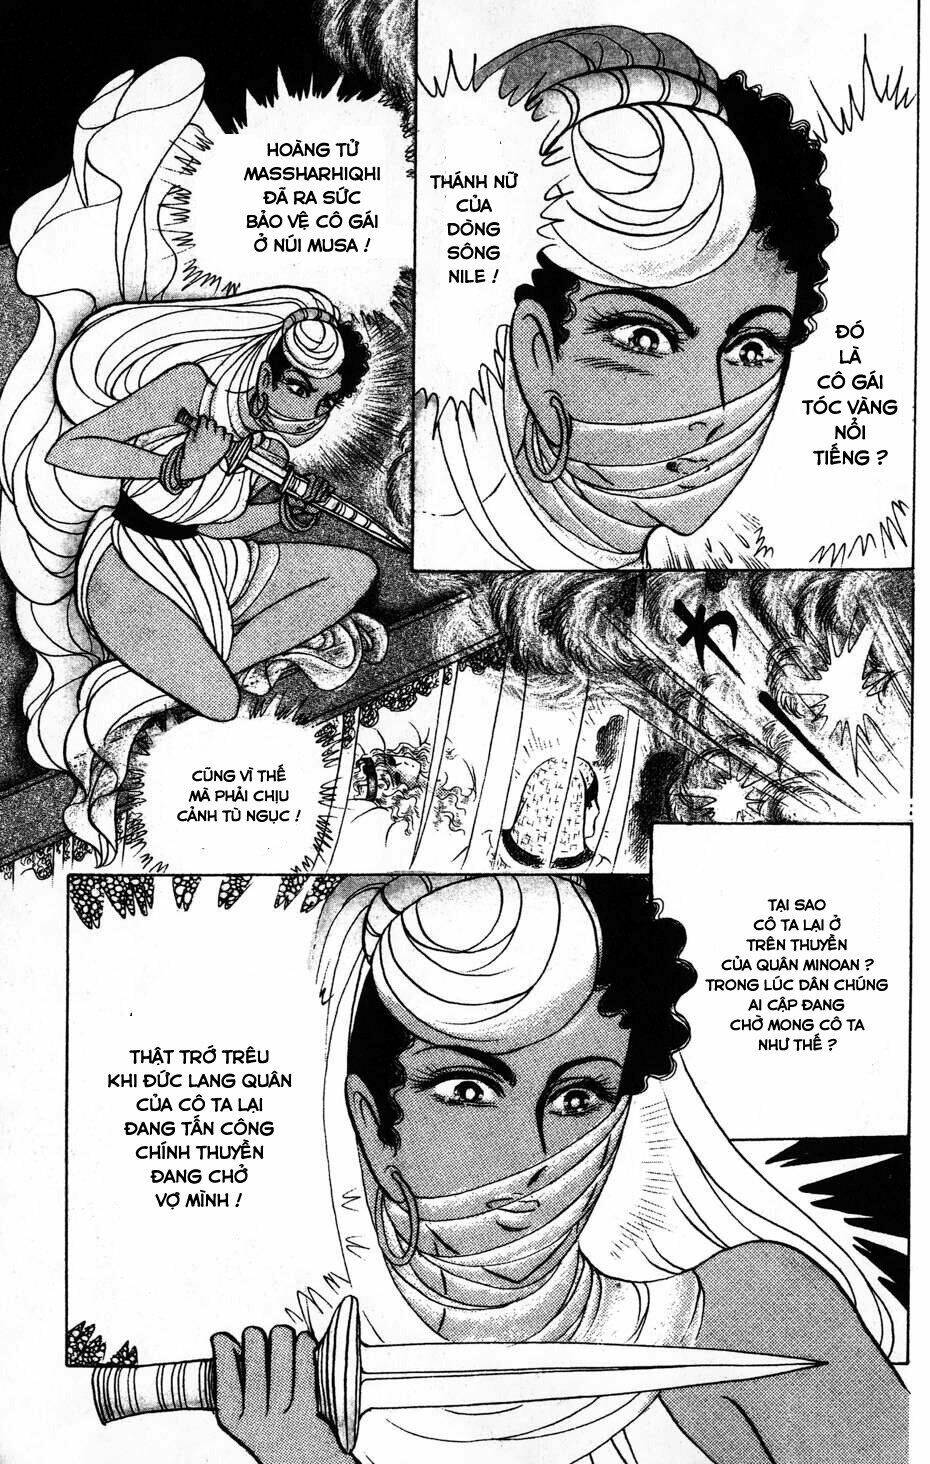 THÁNH NỮ
CỦA
DÒNG
SÔNG
NILE !
ĐÓ
LÀ
CÔ GÁI
TÓC VÀNG
NỔI
TIẾNG ?
HOÀNG TỬ
MASSHARHIQHI
ĐÃ RA SỨC
BẢO VỆ CÔ GÁI
Ở NÚI MUSA !
CŨNG VÌ THẾ
MÀ PHẢI CHỊU
CẢNH TÙ NGỤC !
TẠI SAO
CÔ TA LẠI Ở
TRÊN THUYỀN
CỦA QUÂN MINOAN ?
TRONG LÚC DÂN CHÚNG
AI CẬP ĐANG
CHỜ MONG CÔ TA
NHƯ THẾ ?
THẬT TRỚ TRÊU
KHI ĐỨC LANG QUÂN
CỦA CÔ TA LẠI
ĐANG TẤN CÔNG
CHÍNH THUYỀN
ĐANG CHỞ
VỢ MÌNH !